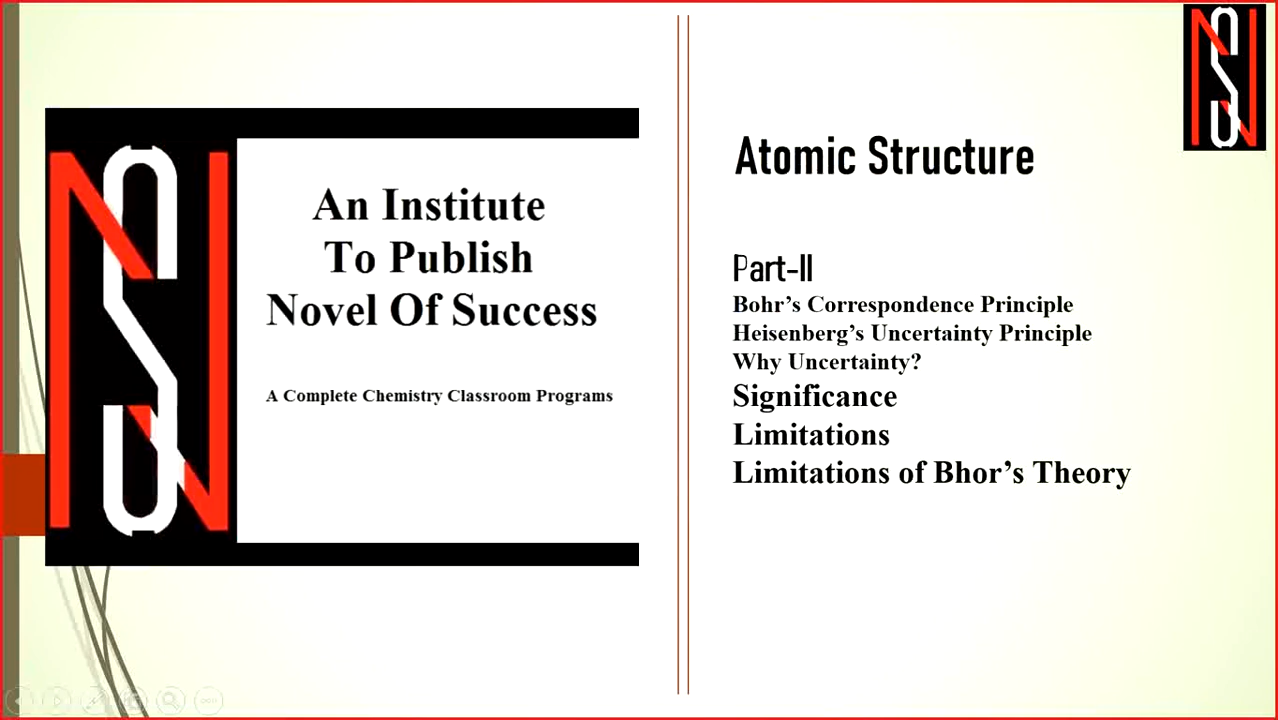 An Institute
To Publish
Novel Of Success
A Complete Chemistry Classroom Programs
Atomic Structure
Part-II
Bohr’s Correspondence Principle
Heisenberg’s Uncertainty Principle
Why Uncertainty?
Significance
Limitations
Limitations of Bhor’s Theory